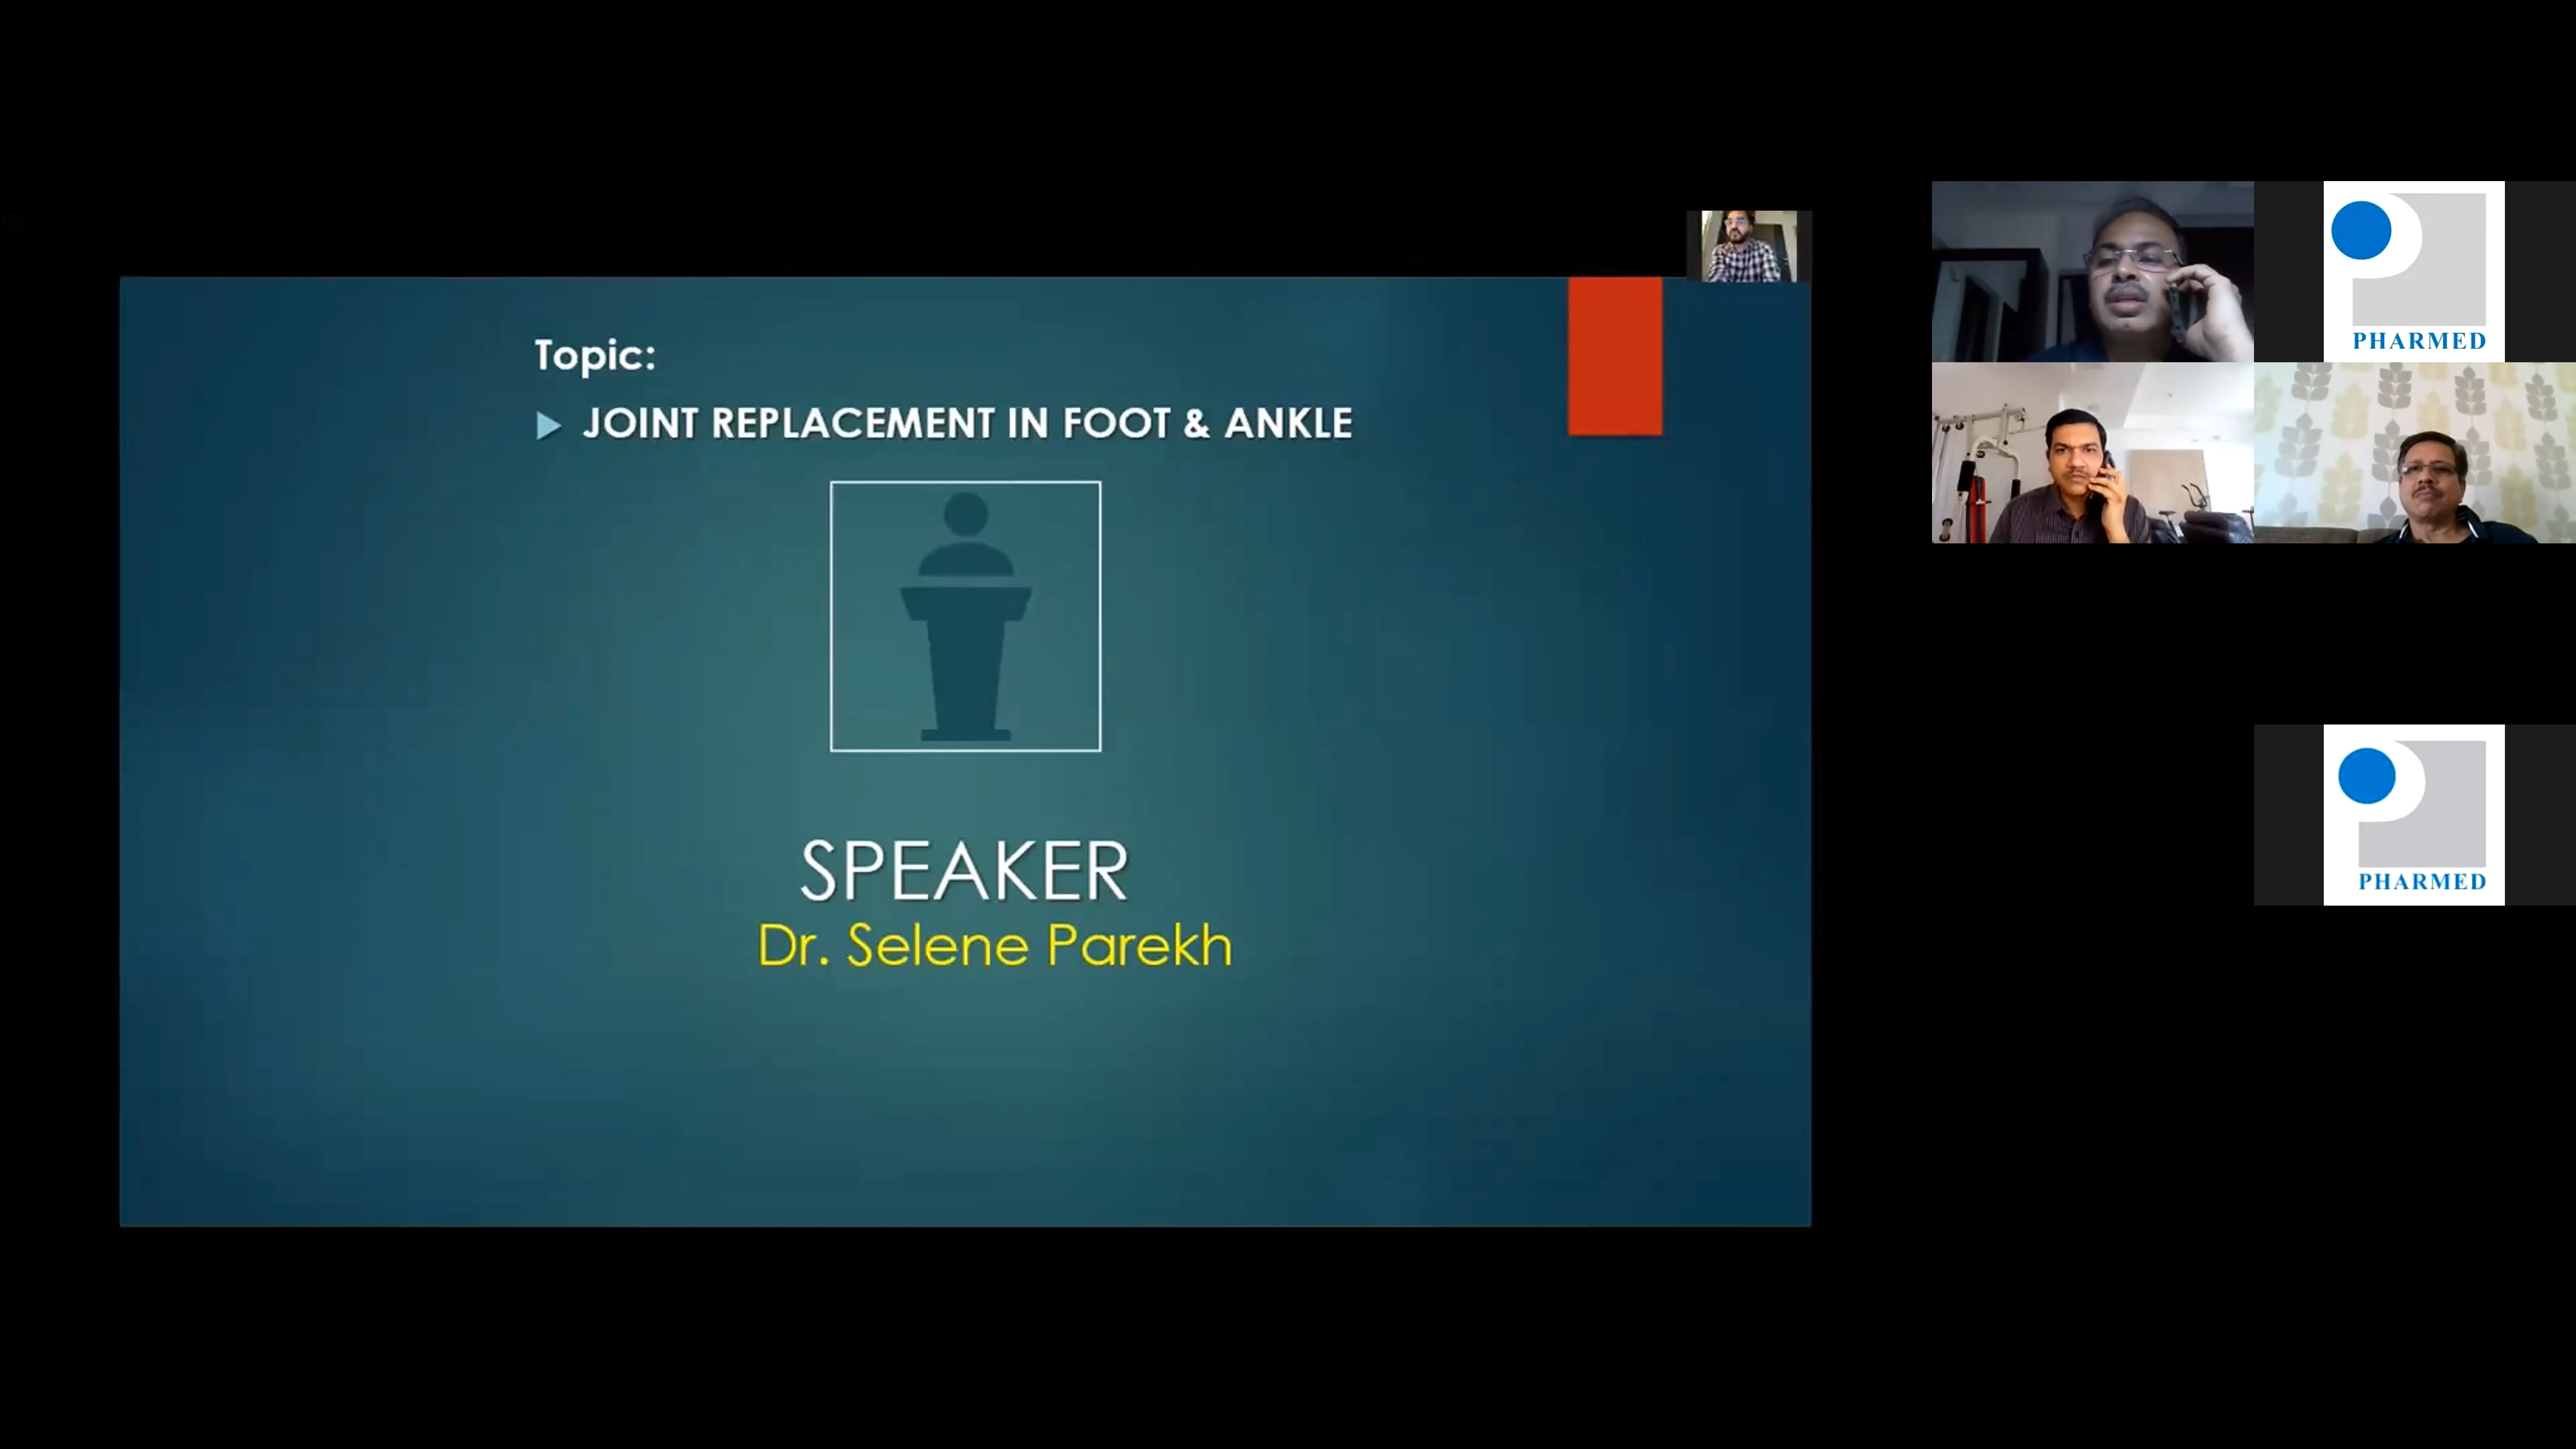 Topic:
JOINT REPLACEMENT IN FOOT & ANKLE
SPEAKER
Dr. Selene Parekh
PHARMED
PHARMED